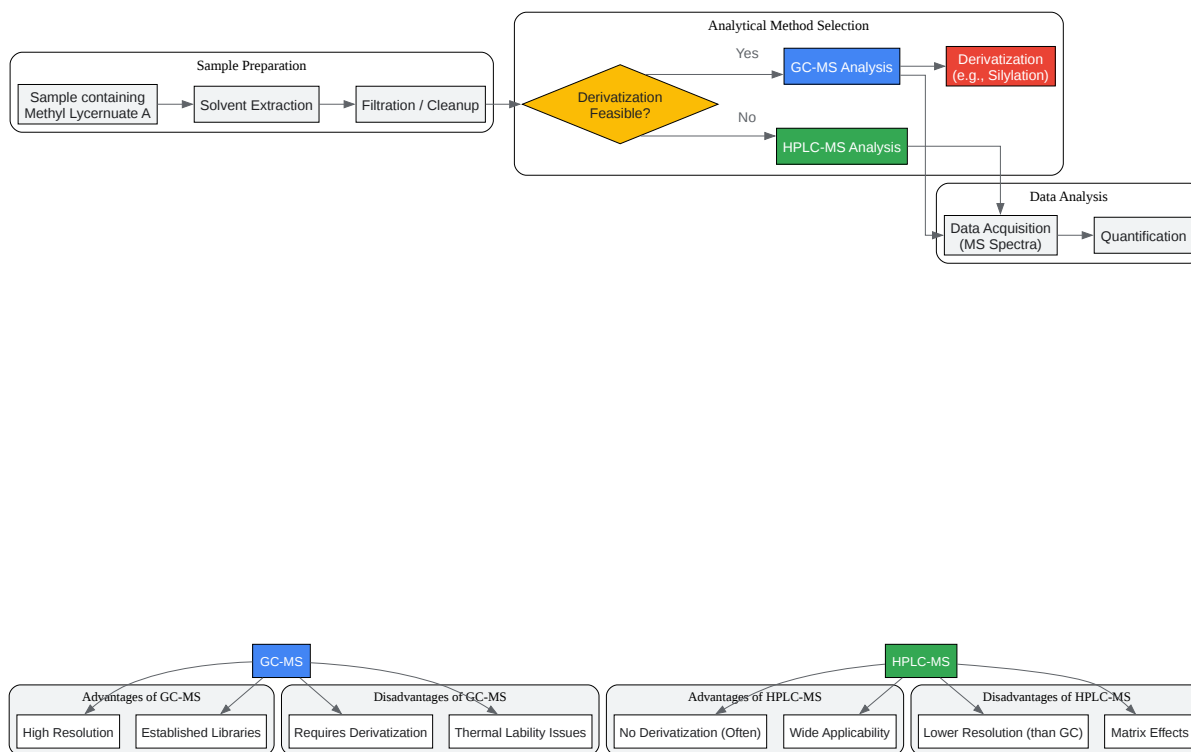 Analytical Method Selection
Sample Preparation
Yes
GC-MS Analysis
Derivatization
(e.g., Silylation)
Sample containing
Methyl Lycernuate A
Solvent Extraction
Filtration / Cleanup
Derivatization
Feasible?
No
HPLC-MS Analysis
Data Analysis
Data Acquisition
(MS Spectra)
Quantification
GC-MS
HPLC-MS
Advantages of GC-MS
Disadvantages of GC-MS
Advantages of HPLC-MS
Disadvantages of HPLC-MS
High Resolution
Established Libraries
Requires Derivatization
Thermal Lability Issues
No Derivatization (Often)
Wide Applicability
Lower Resolution (than GC)
Matrix Effects